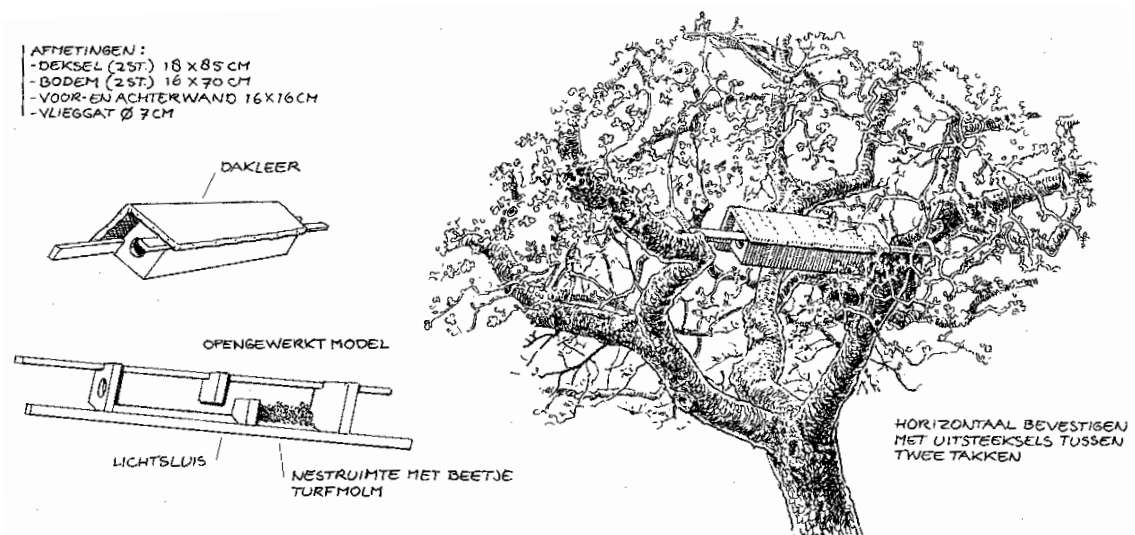 AFMETINGEN:
-DEKSEL (2ST.) 18 X 85 CM
-BODEM (2ST.) 16 X 70 CM
-VOOR-EN ACHTERWAND 16X16CM
-VLIEGGAT Ø 7CM
DAKLEER
OPENGEWERKT MODEL
LICHTSLUIS
NESTRUIMTE MET BEETJE
TURFMOLM
HORIZONTAAL BEVESTIGEN
MET UITSTEEKSELS TUSSEN
TWEE TAKKEN